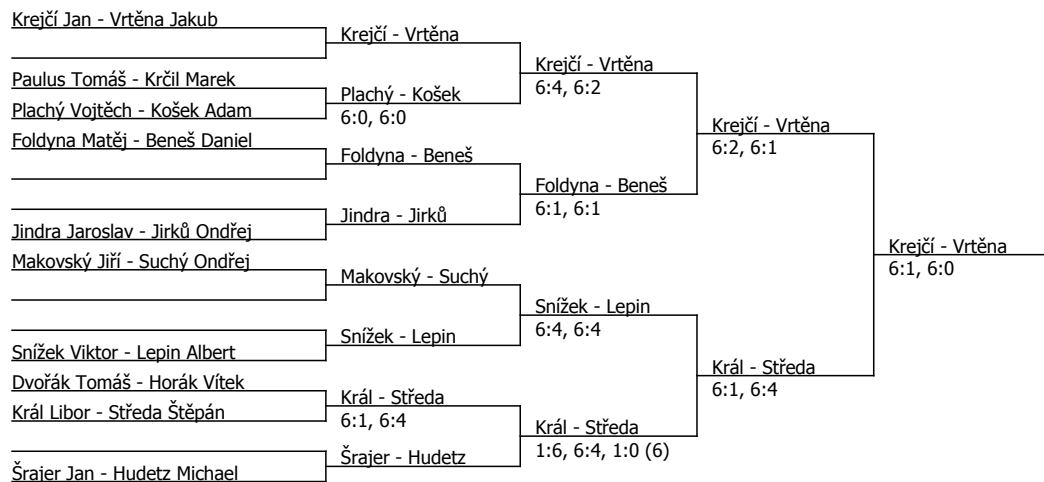 Krejčí Jan - Vrtěna Jakub
Paulus Tomáš - Krčil Marek
Plachý Vojtěch - Košek Adam
Foldyna Matěj - Beneš Daniel
Jindra Jaroslav - Jirků Ondřej
Makovský Jiří - Suchý Ondřej
Snížek Viktor - Lepin Albert
Dvořák Tomáš - Horák Vítek
Král Libor - Středa Štěpán
Šrajer Jan - Hudetz Michael
Krejčí - Vrtěna
Plachý - Košek
6:0, 6:0
Foldyna - Beneš
Jindra - Jirků
Makovský - Suchý
Snížek - Lepin
Král - Středa
6:1, 6:4
Šrajer - Hudetz
Krejčí - Vrtěna
6:4, 6:2
Foldyna - Beneš
6:1, 6:1
Snížek - Lepin
6:4, 6:4
Král - Středa
1:6, 6:4, 1:0 (6)
Krejčí - Vrtěna
6:2, 6:1
Král - Středa
6:1, 6:4
Krejčí - Vrtěna
6:1, 6:0